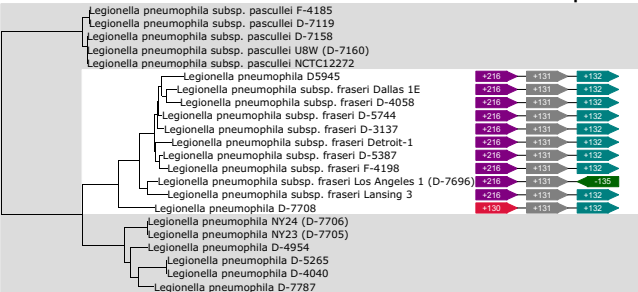 Legionella pneumophila subsp. pascullei F-4185
Legionella pneumophila subsp. pascullei D-7119
Legionella pneumophila subsp. pascullei D-7158
Legionella pneumophila subsp. pascullei U8W (D-7160)
Legionella pneumophila subsp. pascullei NCTC12272
Legionella pneumophila D5945 +216 +131 +132
Legionella pneumophila subsp. fraseri Dallas 1E +216 +131 +132
Legionella pneumophila subsp. fraseri D-4058 +216 +131 +132
Legionella pneumophila subsp. fraseri D-5744 +216 +131 +132
Legionella pneumophila subsp. fraseri D-3137 +216 +131 +132
Legionella pneumophila subsp. fraseri Detroit-1 +216 +131 +132
Legionella pneumophila subsp. fraseri D-5387 +216 +131 +132
Legionella pneumophila subsp. fraseri F-4198 +216 +131 +132
Legionella pneumophila subsp. fraseri Los Angeles 1 (D-7696) +216 +131 -135
Legionella pneumophila subsp. fraseri Lansing 3 +216 +131 +132
Legionella pneumophila D-7708 +130 +131 +132
Legionella pneumophila NY24 (D-7706)
Legionella pneumophila NY23 (D-7705)
Legionella pneumophila D-4954
Legionella pneumophila D-5265
Legionella pneumophila D-4040
Legionella pneumophila D-7787